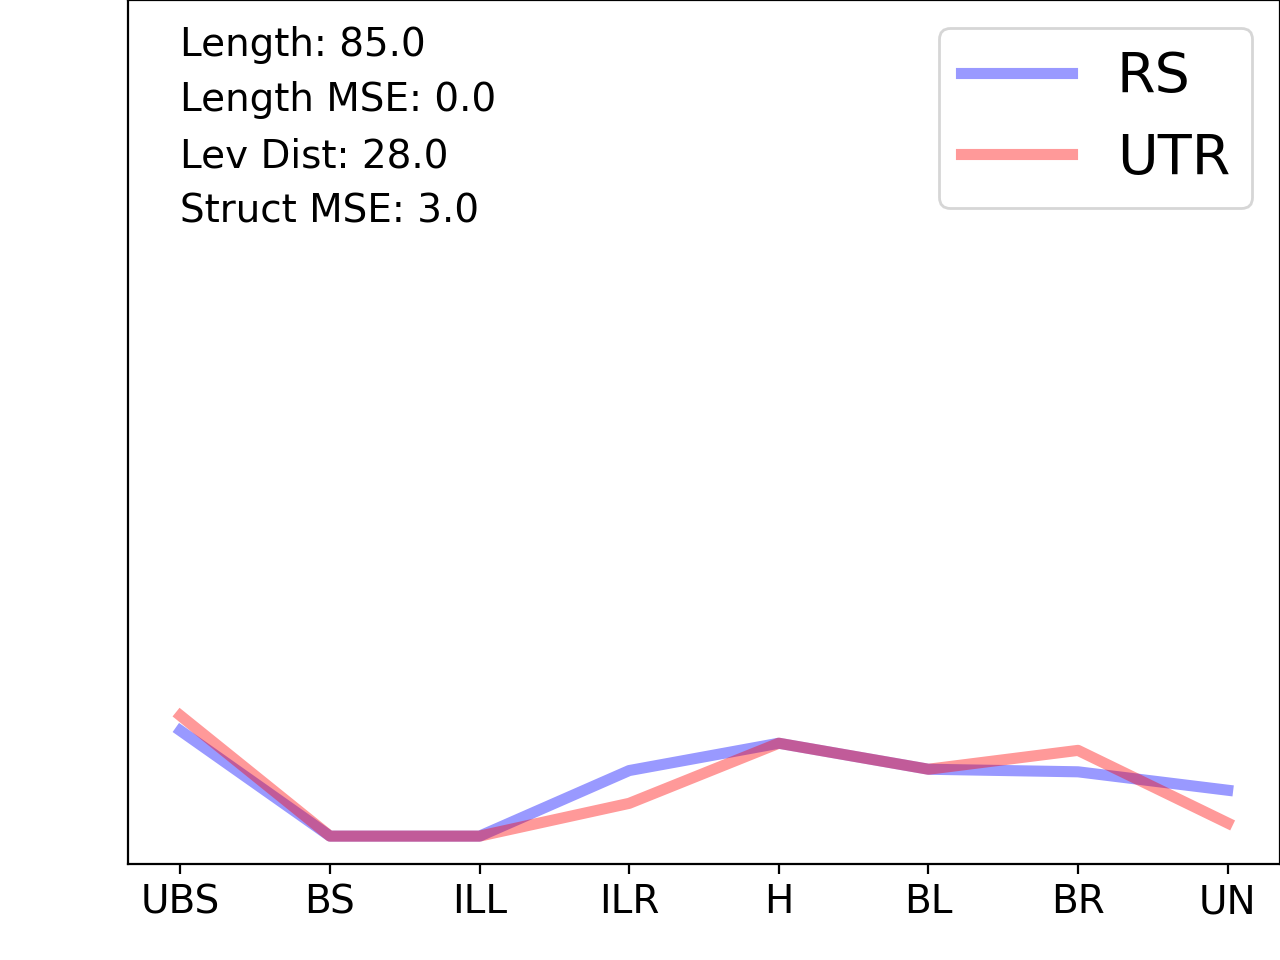 Length: 85.0
Length MSE: 0.0
Lev Dist: 28.0
Struct MSE: 3.0
RS
UTR
UBS BS ILL ILR H BL BR UN